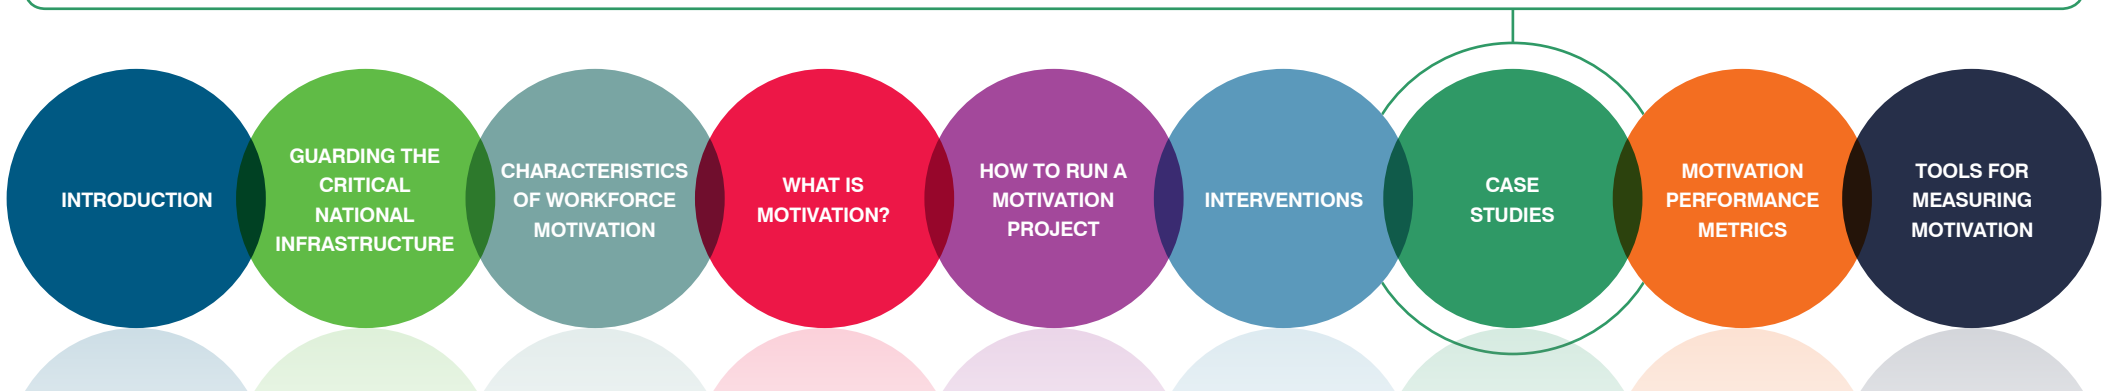 INTRODUCTION
GUARDING THE
CRITICAL
NATIONAL
INFRASTRUCTURE
CHARACTERISTICS
OF WORKFORCE
MOTIVATION
WHAT IS
MOTIVATION?
HOW TO RUN A
MOTIVATION
PROJECT
INTERVENTIONS
CASE
STUDIES
MOTIVATION
PERFORMANCE
METRICS
TOOLS FOR
MEASURING
MOTIVATION